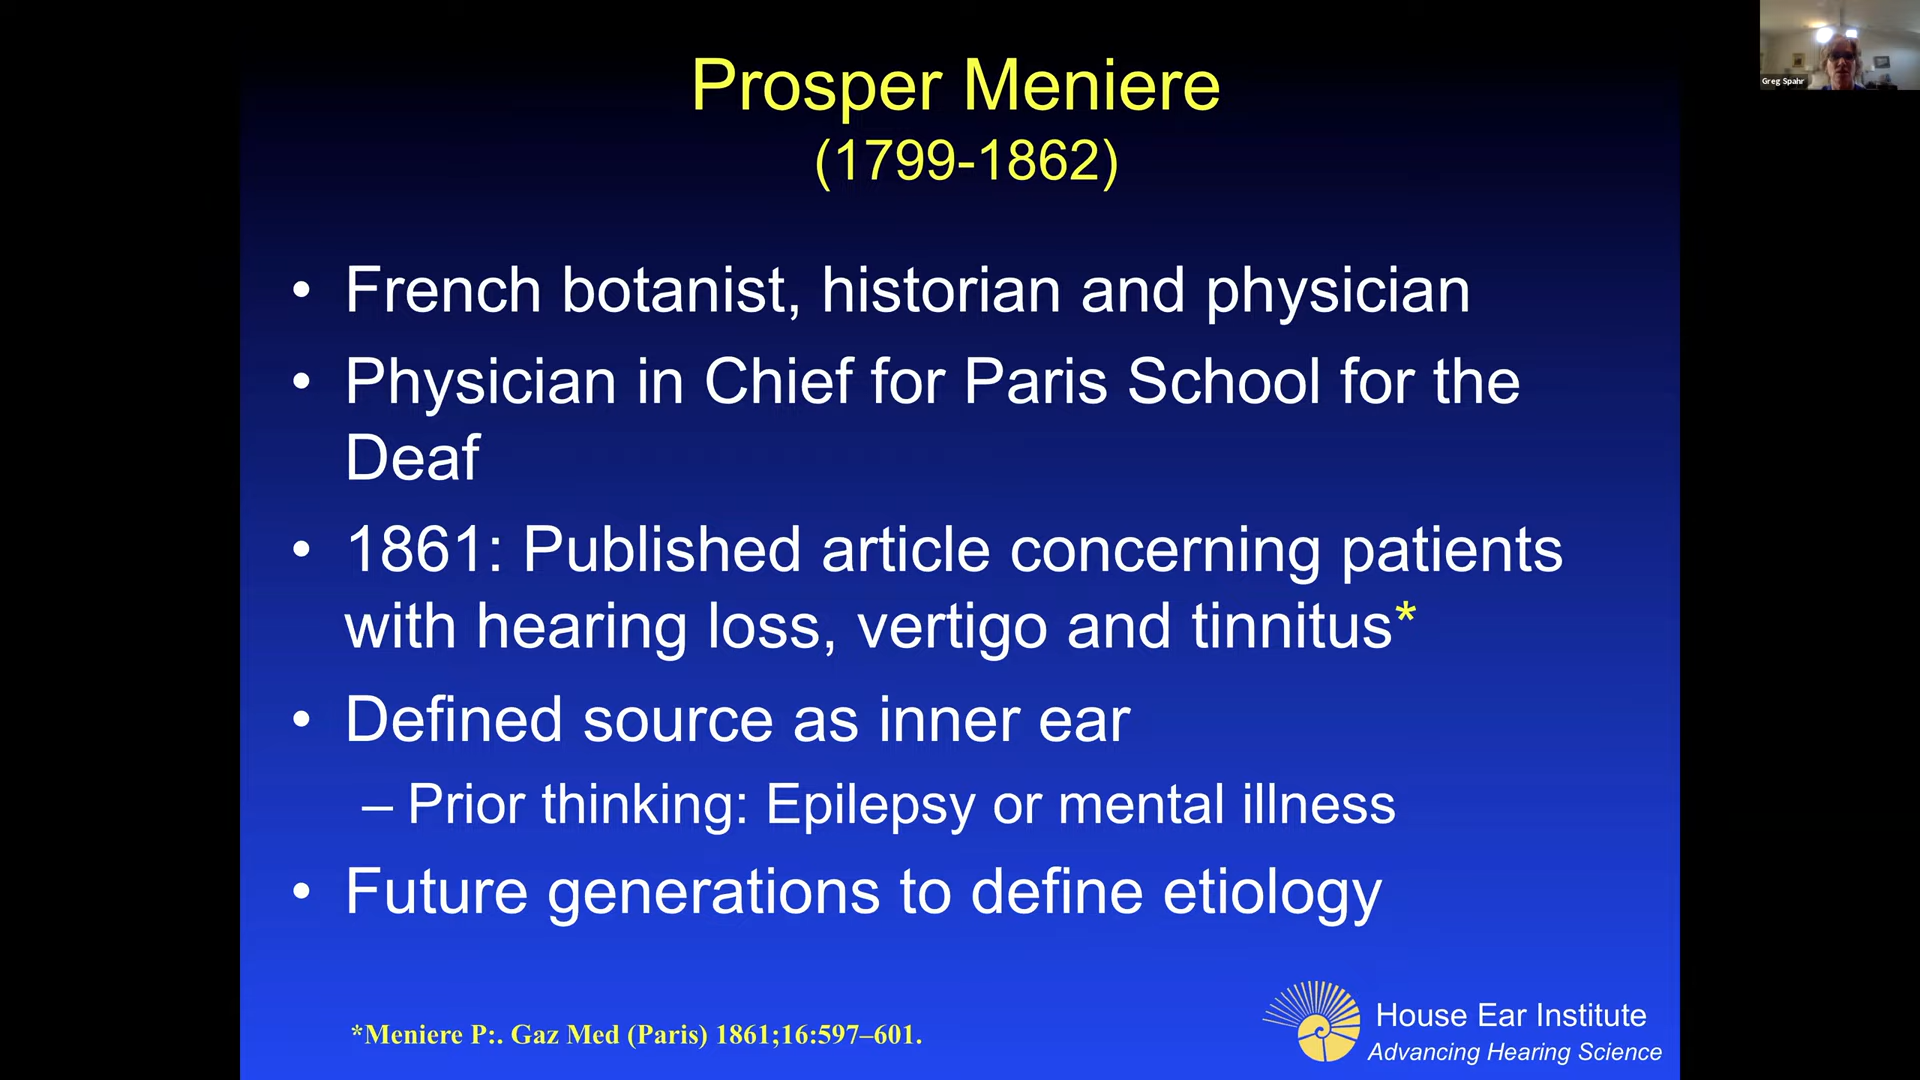 Prosper Meniere
(1799-1862)
Greg Spahr
• French botanist, historian and physician
• Physician in Chief for Paris School for the
Deaf
• 1861: Published article concerning patients
with hearing loss, vertigo and tinnitus*
• Defined source as inner ear
– Prior thinking: Epilepsy or mental illness
• Future generations to define etiology
*Meniere P:. Gaz Med (Paris) 1861;16:597–601.
House Ear Institute
Advancing Hearing Science